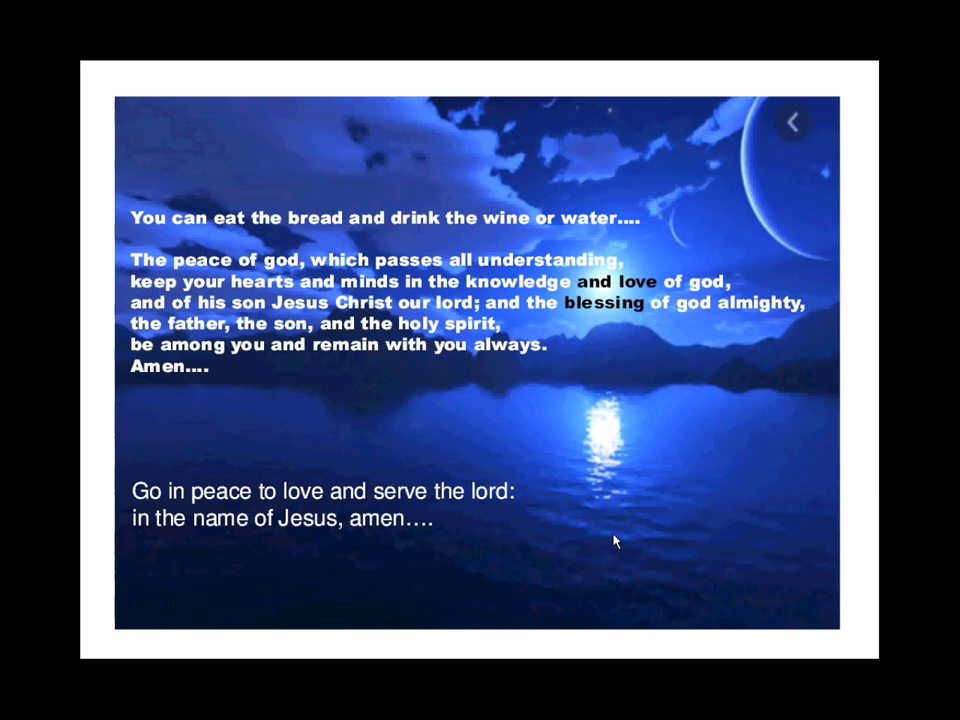 You can eat the bread and drink the wine or water....
The peace of god, which passes all understanding,
keep your hearts and minds in the knowledge and love of god,
and of his son Jesus Christ our lord; and the blessing of god almighty,
the father, the son, and the holy spirit,
be among you and remain with you always.
Amen....
Go in peace to love and serve the lord:
in the name of Jesus, amen….